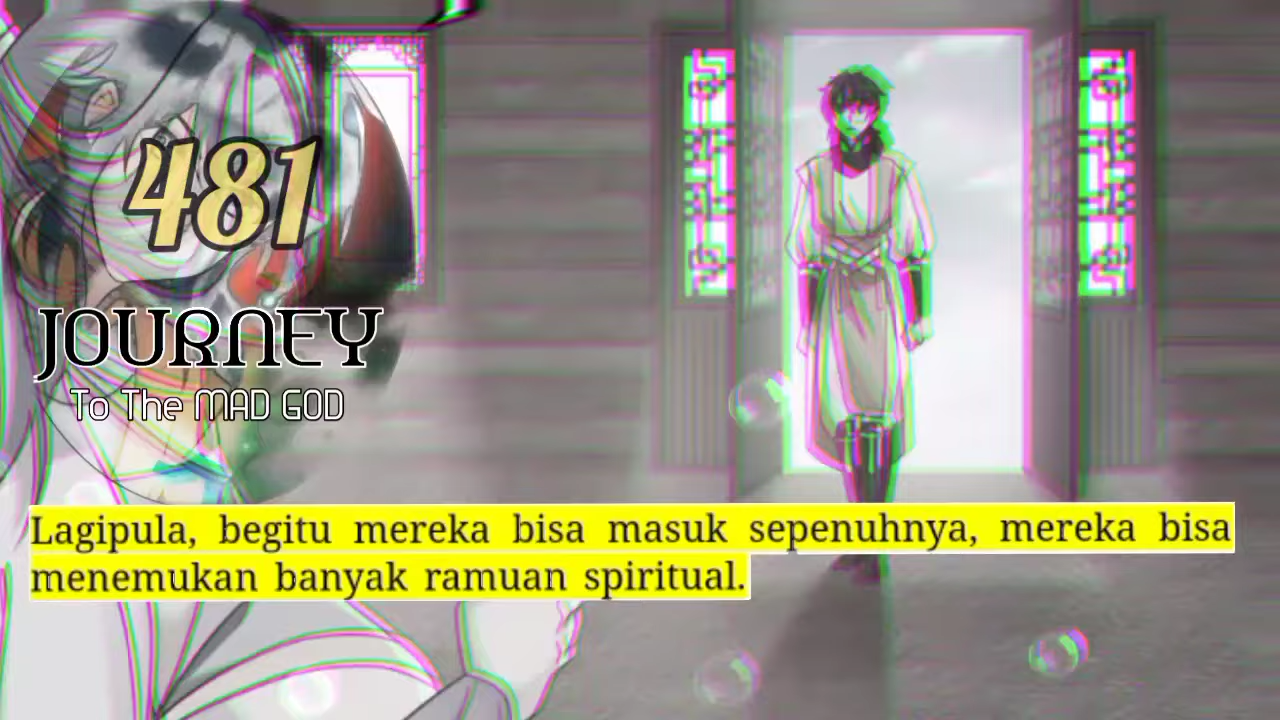 481
JOURNEY
To The MAD GOD
Lagipula, begitu mereka bisa masuk sepenuhnya, mereka bisa
menemukan banyak ramuan spiritual.